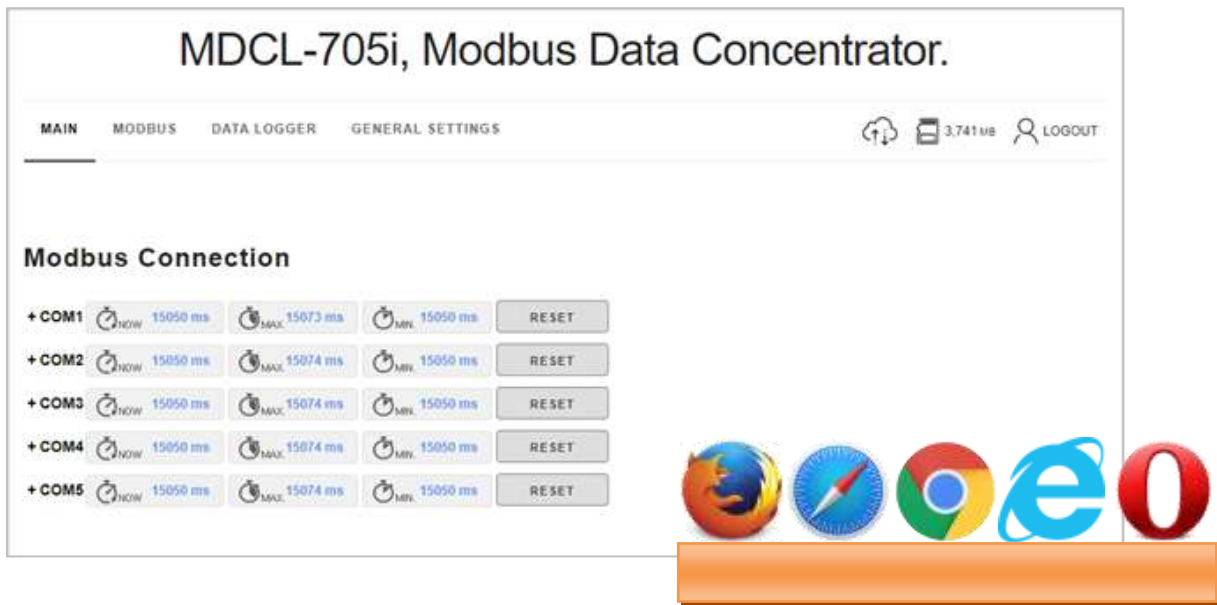 MDCL-705i, Modbus Data Concentrator.
MAIN MODBUS DATA LOGGER GENERAL SETTINGS 3,741 MB LOGOUT
Modbus Connection
+ COM1 NOW 15050 ms MAX. 15073 ms MIN. 15050 ms RESET
+ COM2 NOW 15050 ms MAX. 15074 ms MIN. 15050 ms RESET
+ COM3 NOW 15050 ms MAX. 15074 ms MIN. 15050 ms RESET
+ COM4 NOW 15050 ms MAX. 15074 ms MIN. 15050 ms RESET
+ COM5 NOW 15050 ms MAX. 15074 ms MIN. 15050 ms RESET